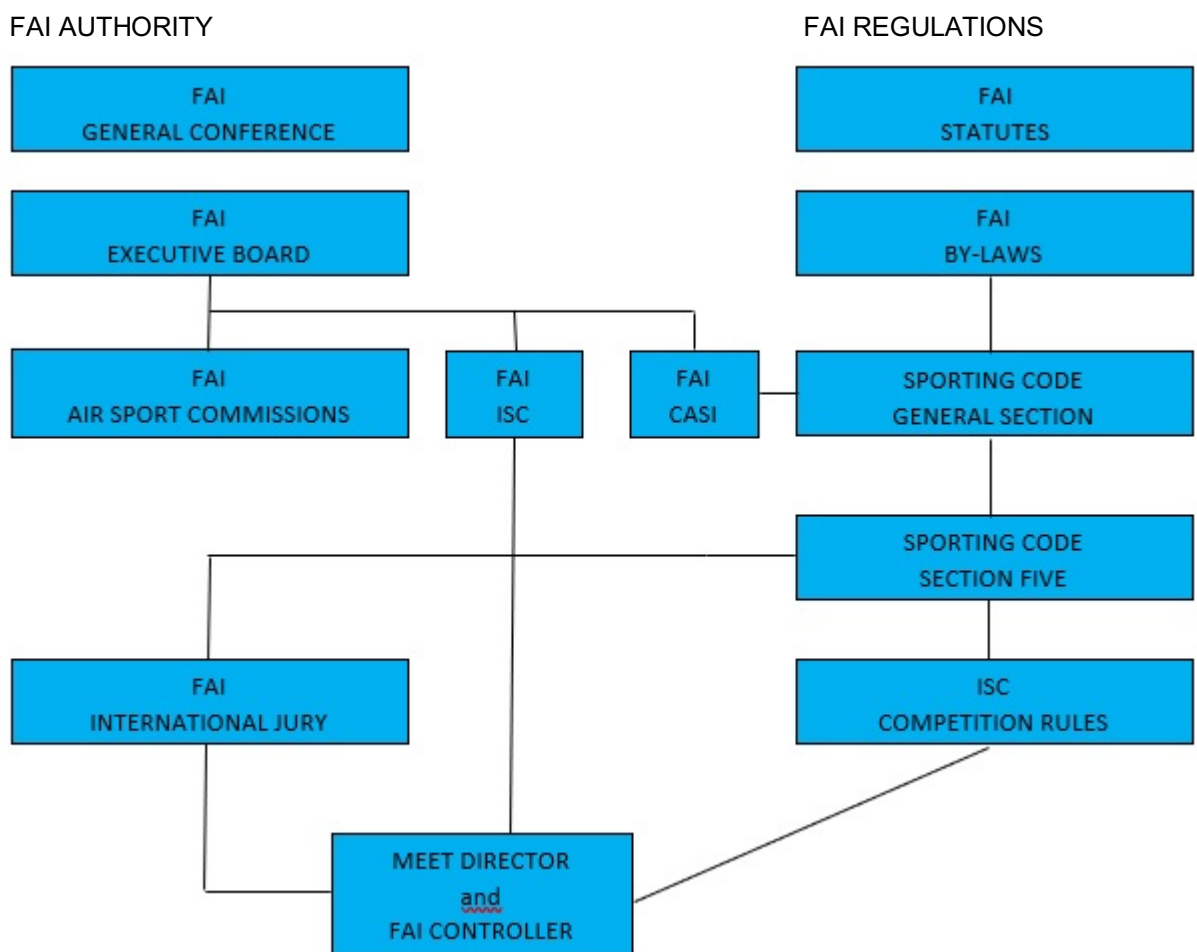 FAI AUTHORITY
FAI REGULATIONS
FAI
GENERAL CONFERENCE
FAI
STATUTES
FAI
EXECUTIVE BOARD
FAI
BY-LAWS
FAI
AIR SPORT COMMISSIONS
FAI
ISC
FAI
CASI
SPORTING CODE
GENERAL SECTION
SPORTING CODE
SECTION FIVE
FAI
INTERNATIONAL JURY
ISC
COMPETITION RULES
MEET DIRECTOR
and
FAI CONTROLLER